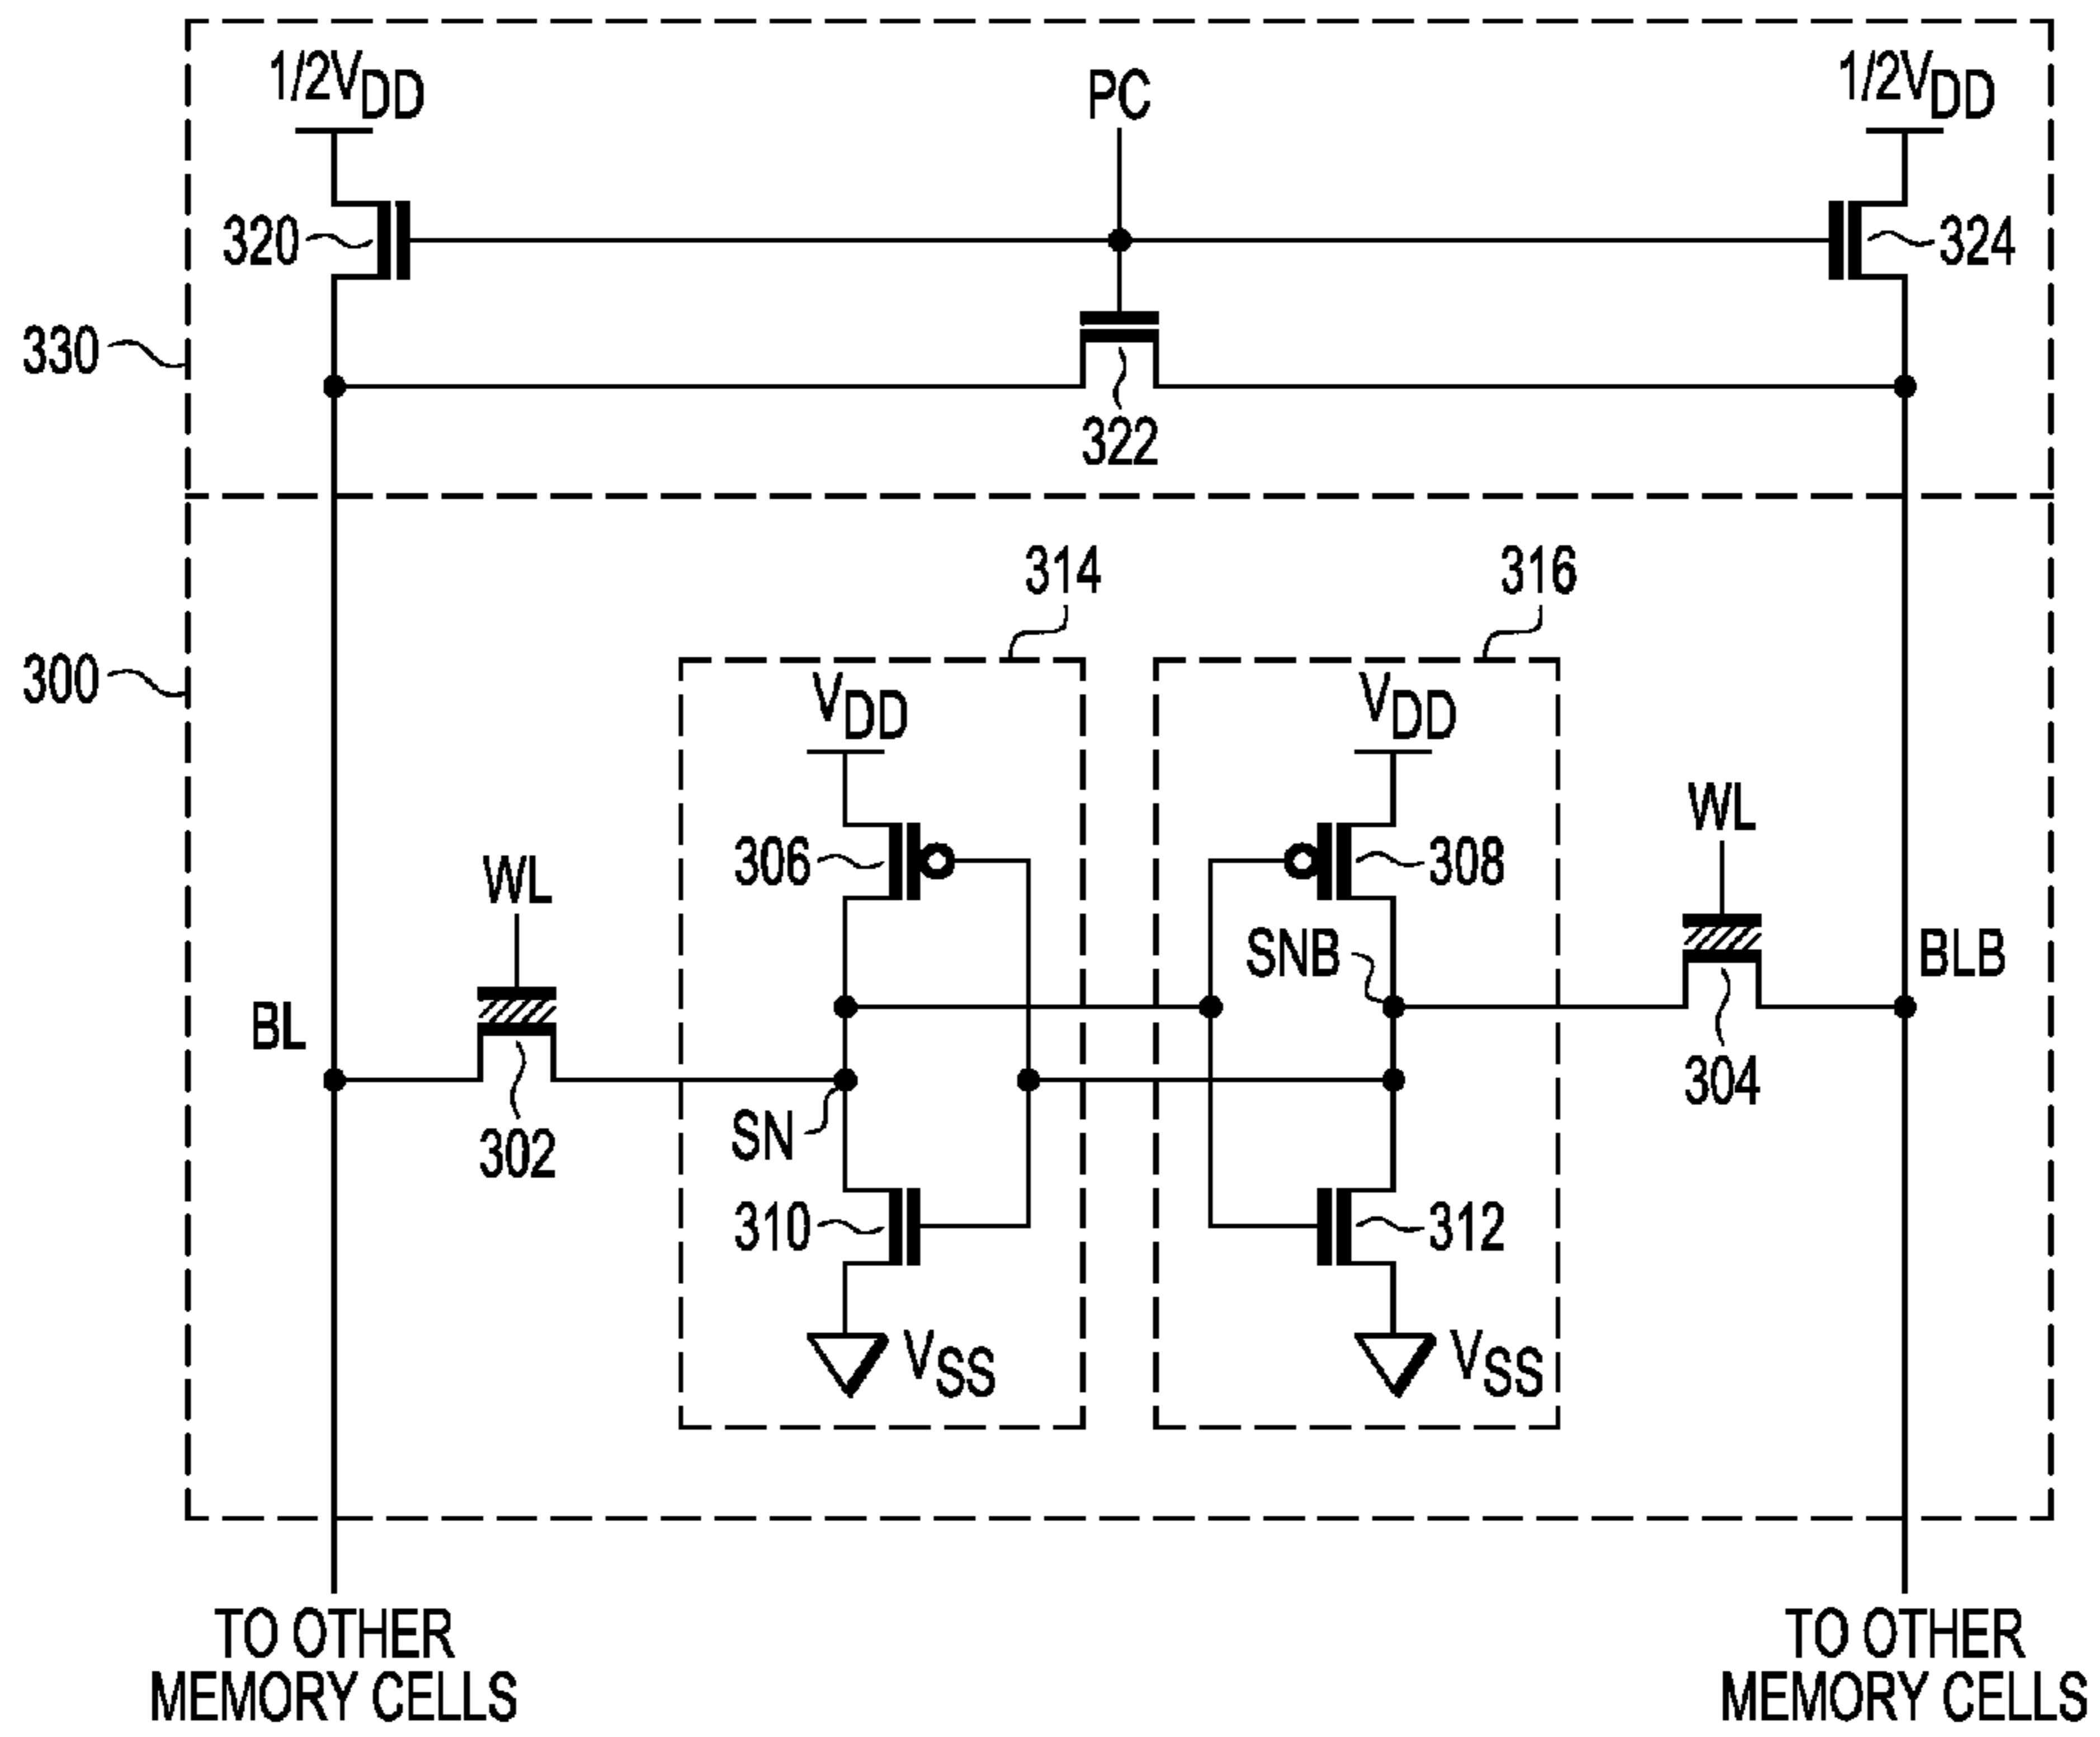 1/2VDD
PC
1/2VDD
320
324
330
322
314
316
300
VDD
VDD
306
308
WL
WL
SNB
BLB
BL
304
SN
302
310
312
VSS
VSS
TO OTHER
MEMORY CELLS
TO OTHER
MEMORY CELLS